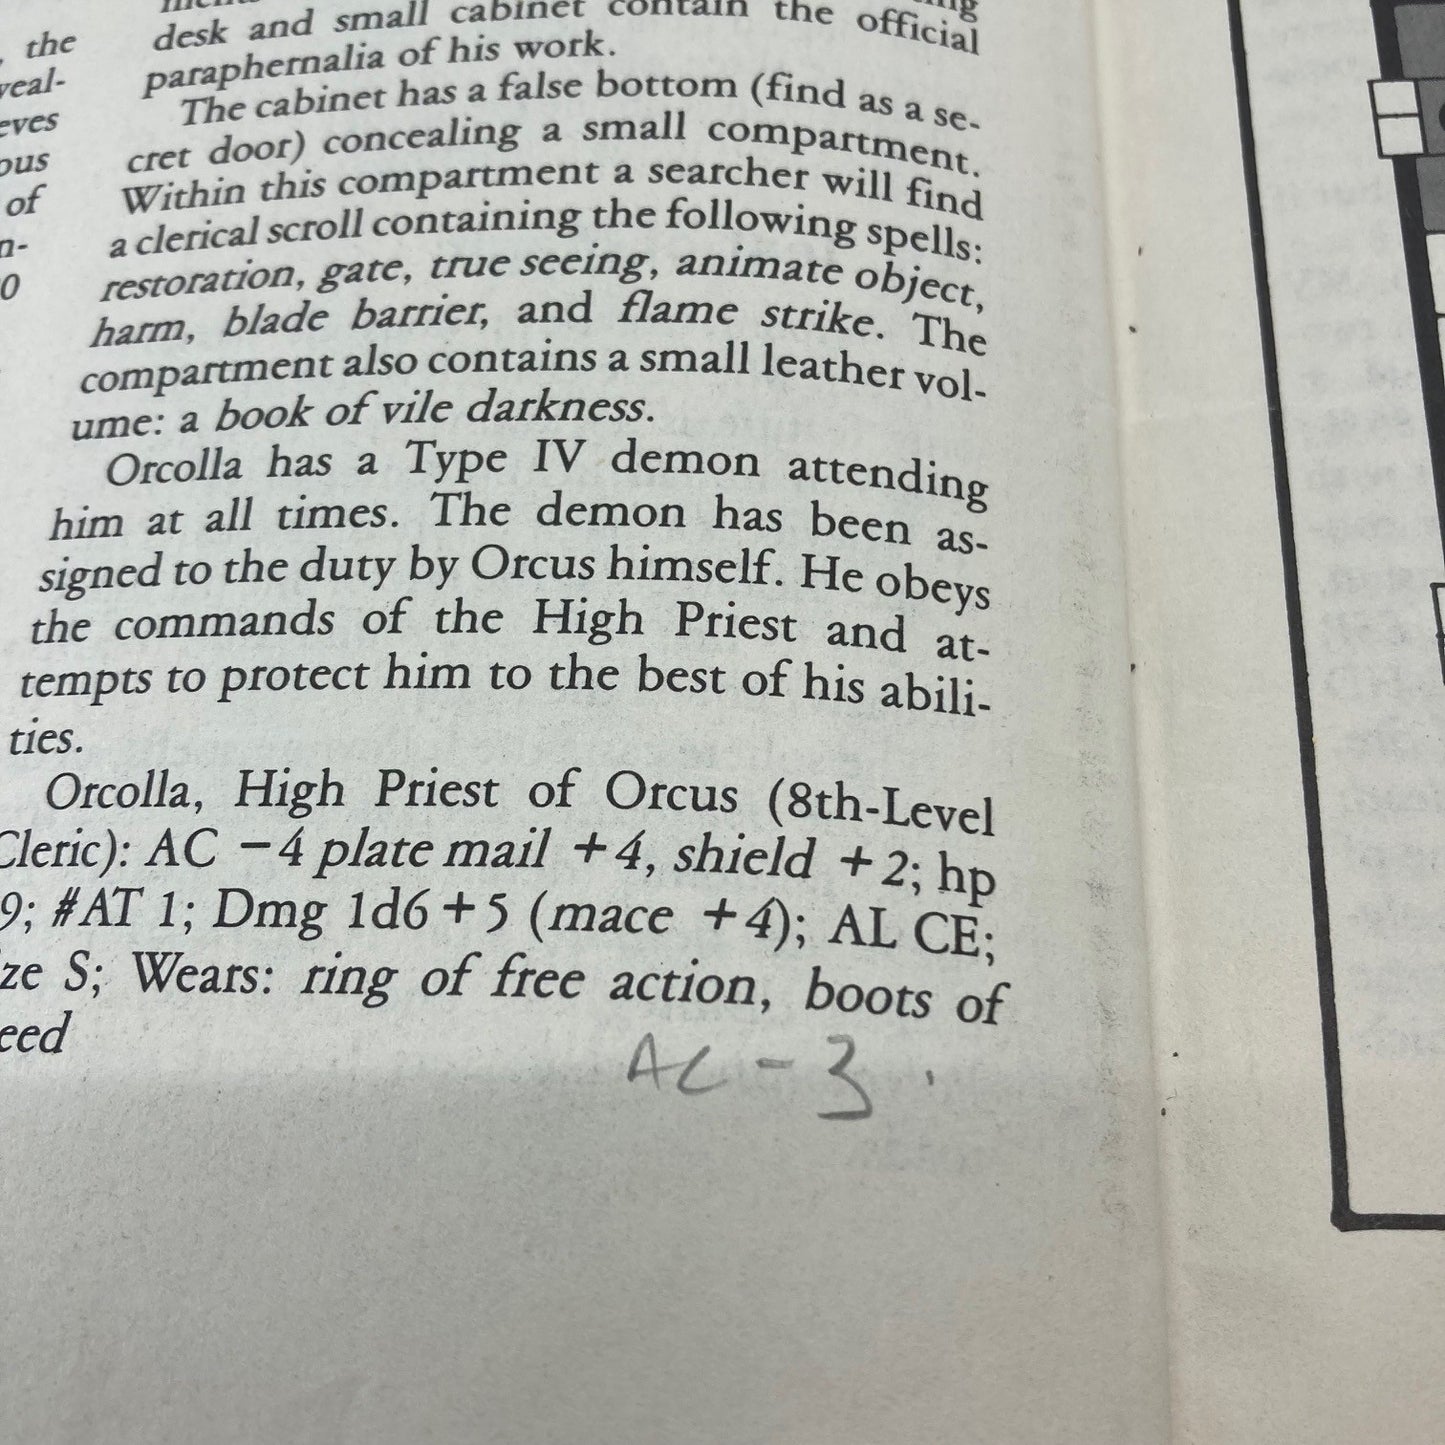 the
eves
of
n-
0
desk and small cabinet contain the official
paraphernalia of his work.
The cabinet has a false bottom (find as a se-
cret door) concealing a small compartment.
Within this compartment a searcher will find
a clerical scroll containing the following spells:
restoration, gate, true seeing, animate object,
harm, blade barrier, and flame strike. The
compartment also contains a small leather vol-
ume: a book of vile darkness.
Orcolla has a Type IV demon attending
him at all times. The demon has been as-
signed to the duty by Orcus himself. He obeys
the commands of the High Priest and at-
tempts to protect him to the best of his abili-
ties.
Orcolla, High Priest of Orcus (8th-Level
Cleric): AC −4 plate mail +4, shield +2; hp
9; #AT 1; Dmg 1d6+5 (mace +4); AL CE;
ze S; Wears: ring of free action, boots of
eed
AC - 3